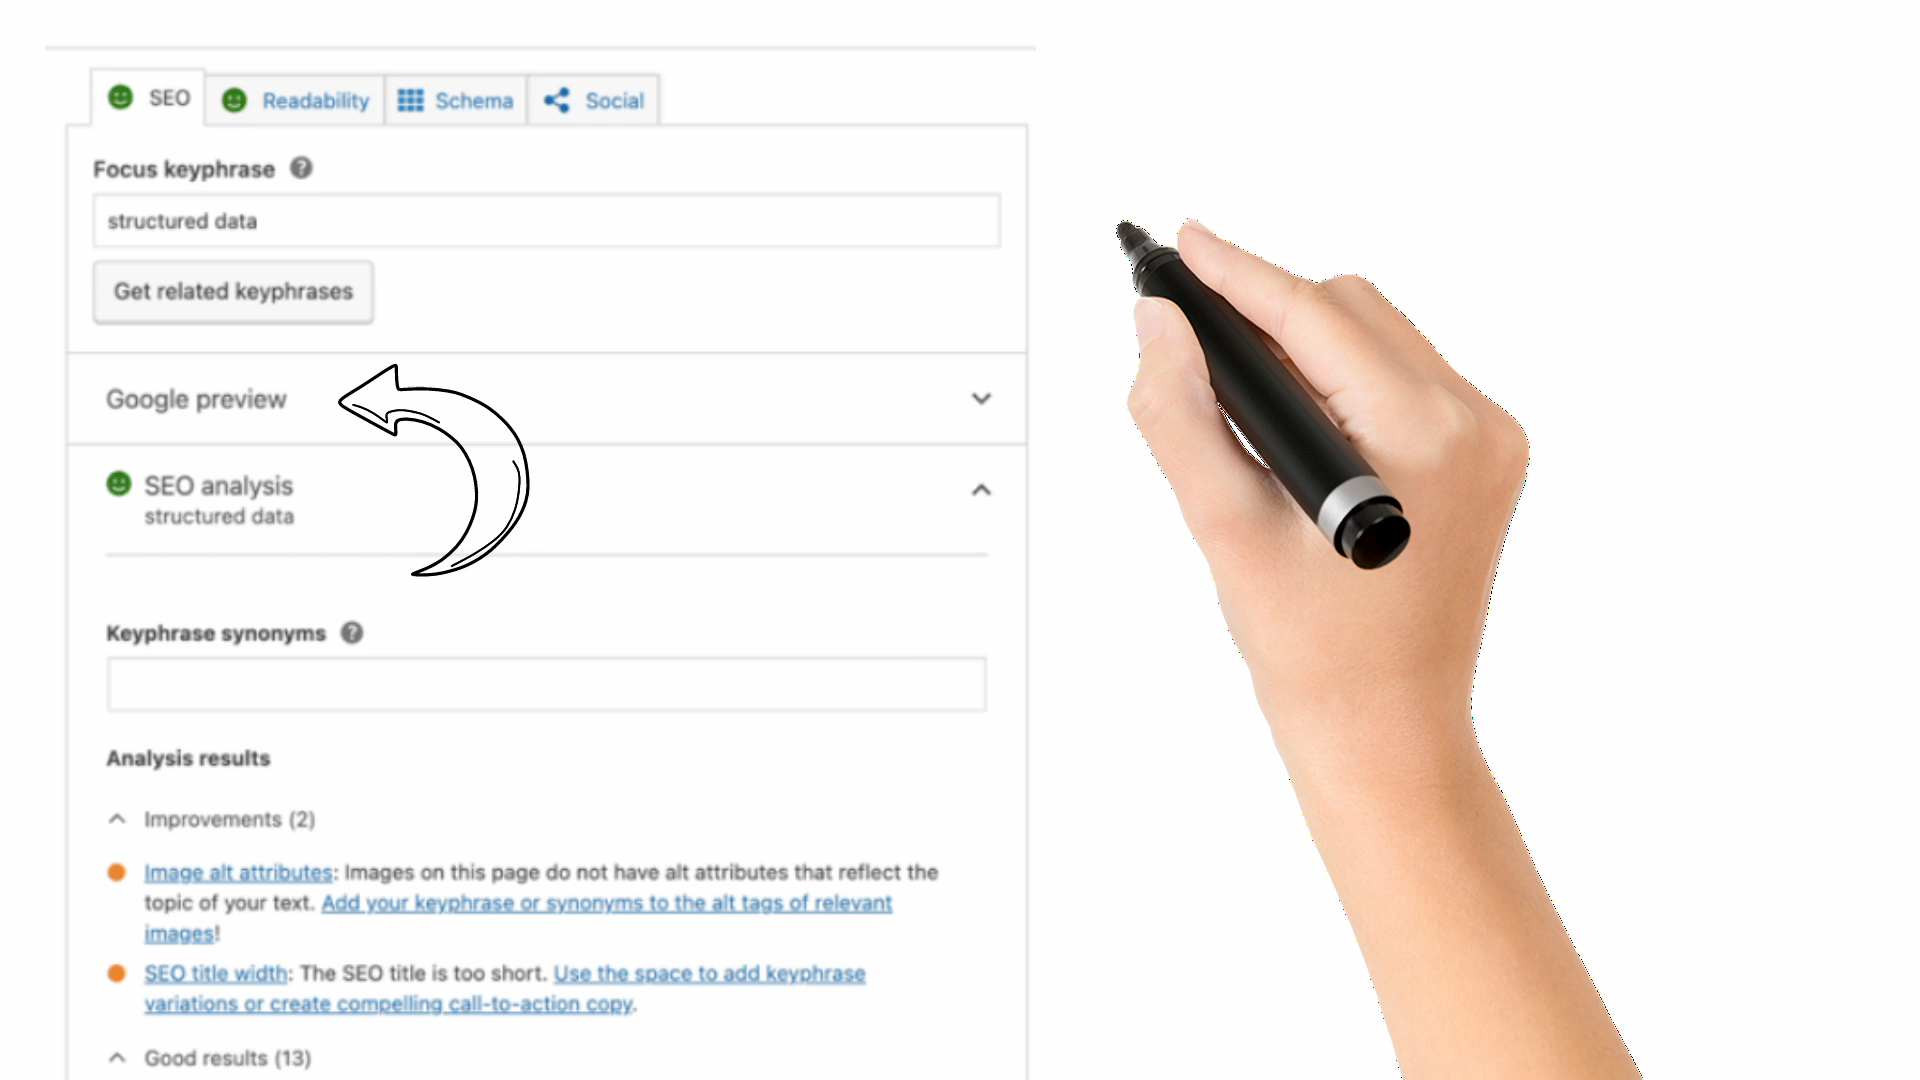 SEO Readability Schema Social
Focus keyphrase ?
structured data
Get related keyphrases
Google preview
SEO analysis
structured data
Keyphrase synonyms ?
Analysis results
Improvements (2)
Image alt attributes: Images on this page do not have alt attributes that reflect the
topic of your text. Add your keyphrase or synonyms to the alt tags of relevant
images!
SEO title width: The SEO title is too short. Use the space to add keyphrase
variations or create compelling call-to-action copy.
Good results (13)